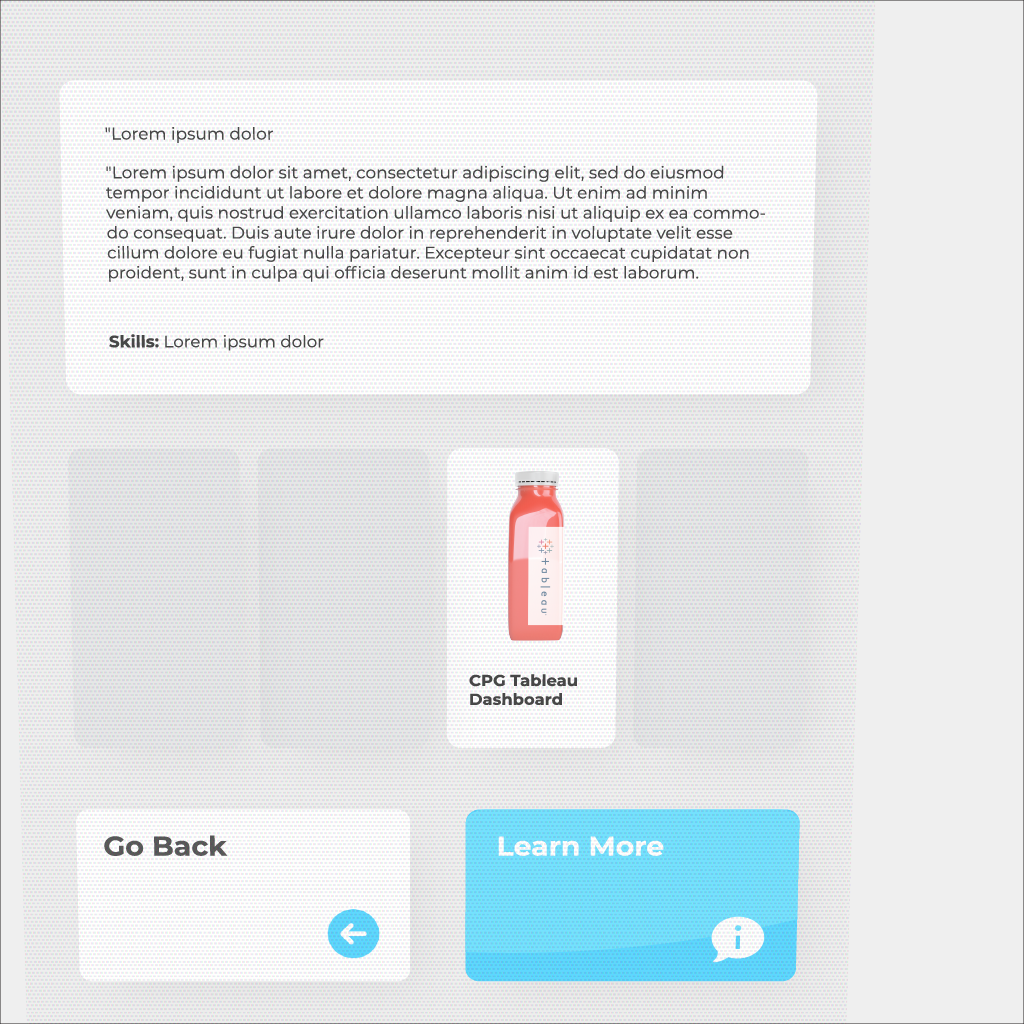 "Lorem ipsum dolor
"Lorem ipsum dolor sit amet, consectetur adipiscing elit, sed do eiusmod
tempor incididunt ut labore et dolore magna aliqua. Ut enim ad minim
veniam, quis nostrud exercitation ullamco laboris nisi ut aliquip ex ea commo-
do consequat. Duis aute irure dolor in reprehenderit in voluptate velit esse
cillum dolore eu fugiat nulla pariatur. Excepteur sint occaecat cupidatat non
proident, sunt in culpa qui officia deserunt mollit anim id est laborum.
Skills: Lorem ipsum dolor
tableau
CPG Tableau
Dashboard
Go Back
Learn More